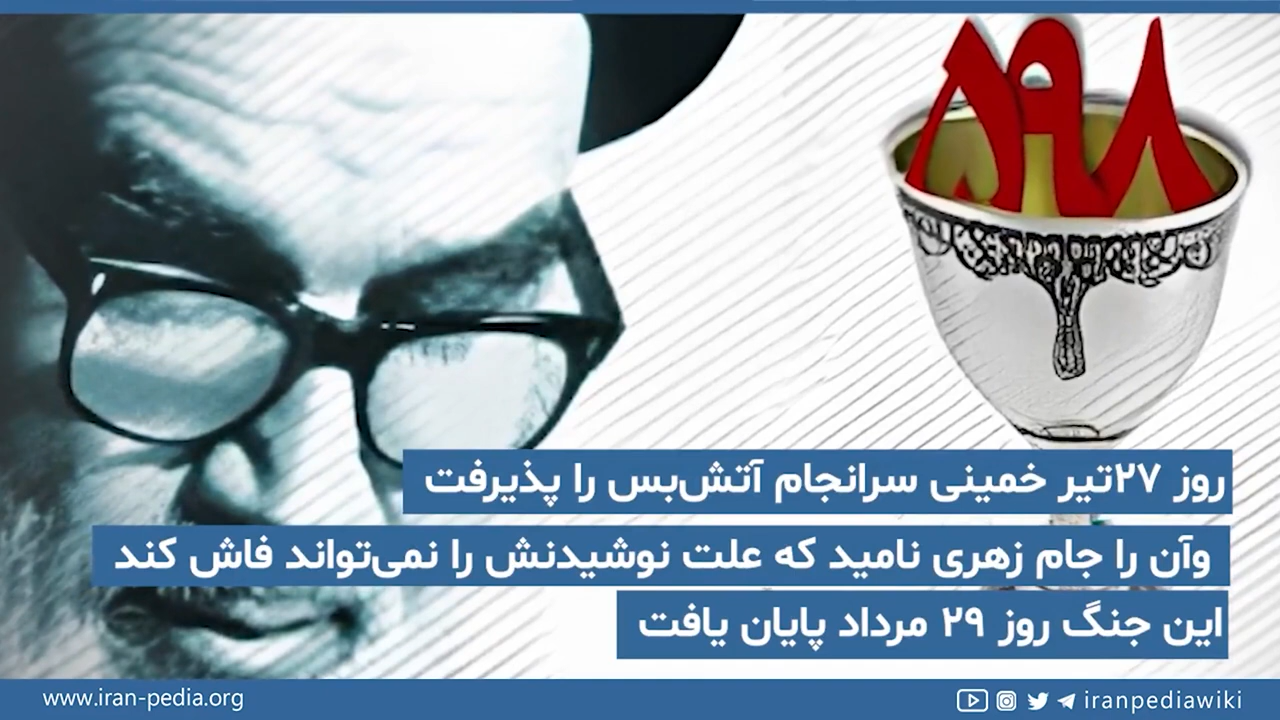 ۵۹۸
روز ۲۷تیر خمینی سرانجام آتش‌بس را پذیرفت
وآن را جام زهری نامید که علت نوشیدنش را نمی‌تواند فاش کند
این جنگ روز ۲۹ مرداد پایان یافت
www.iran-pedia.org
iranpediawiki